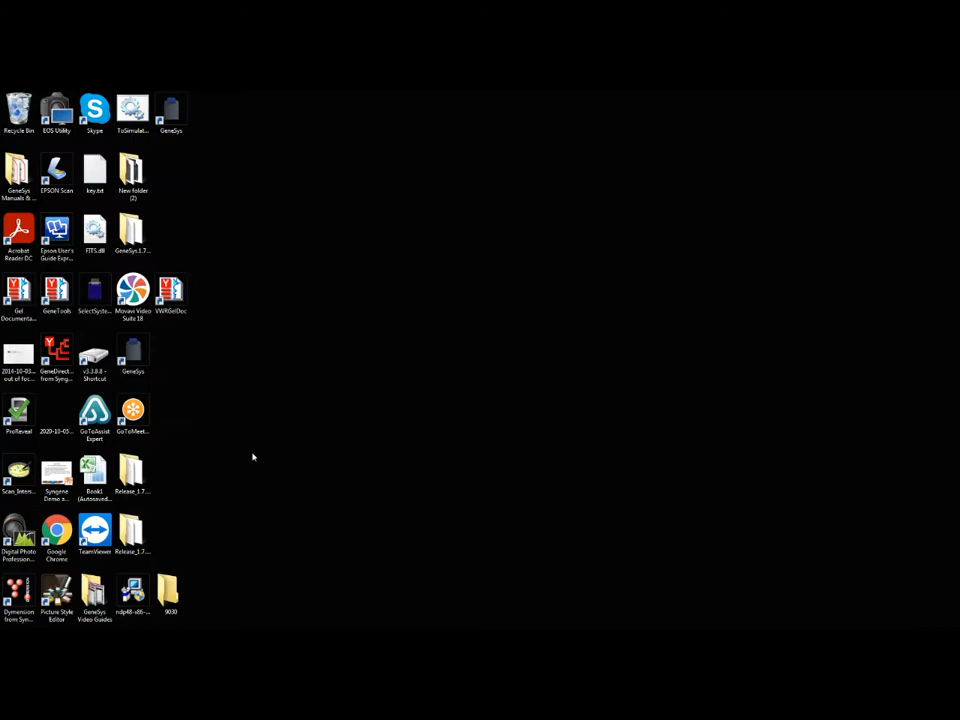 Recycle Bin
EOS Utility
Skype
ToSimulat...
GeneSys
GeneSys
Manuals & ...
EPSON Scan
key.txt
New folder
(2)
Acrobat
Reader DC
Epson User's
Guide Expr...
FITS.dll
GeneSys 1.7...
Gel
Documenta...
GeneTools
SelectSyste...
Movavi Video
Suite 18
VWRGelDoc
2014-10-03...
out of foc...
GeneDirect...
from Syng...
v3.3.8.8 -
Shortcut
GeneSys
ProReveal
2020-10-05...
GoToAssist
Expert
GoToMeet...
Scan_Inters...
Syngene
Demo a...
Book1
(Autosaved...
Release_1.7...
Digital Photo
Profession...
Google
Chrome
TeamViewer
Release_1.7...
Dymension
from Syn...
Picture Style
Editor
GeneSys
Video Guides
ndp48-x86-...
9030